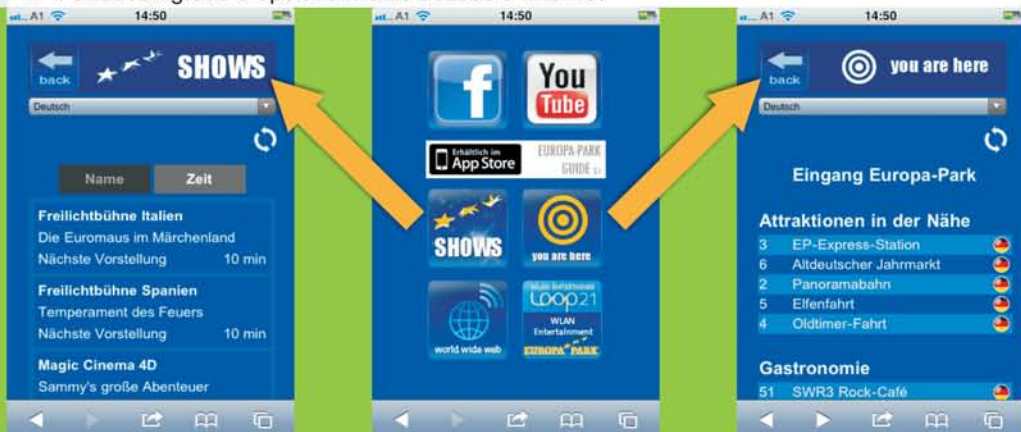 A1 14:50
back SHOWS
Deutsch
Name Zeit
Freilichtbühne Italien
Die Euromaus im Märchenland
Nächste Vorstellung 10 min
Freilichtbühne Spanien
Temperament des Feuers
Nächste Vorstellung 10 min
Magic Cinema 4D
Sammy's große Abenteuer
A1 14:50
f
You
Tube
Erhältlich im
App Store
EUROPA-PARK
GUIDE
SHOWS
you are here
world wide web
Loop21
WLAN
Entertainment
EUROPA PARK
A1 14:50
back you are here
Deutsch
Eingang Europa-Park
Attraktionen in der Nähe
3 EP-Express-Station
6 Altdeutscher Jahrmarkt
2 Panoramabahn
5 Elfenfahrt
4 Oldtimer-Fahrt
Gastronomie
51 SWR3 Rock-Café